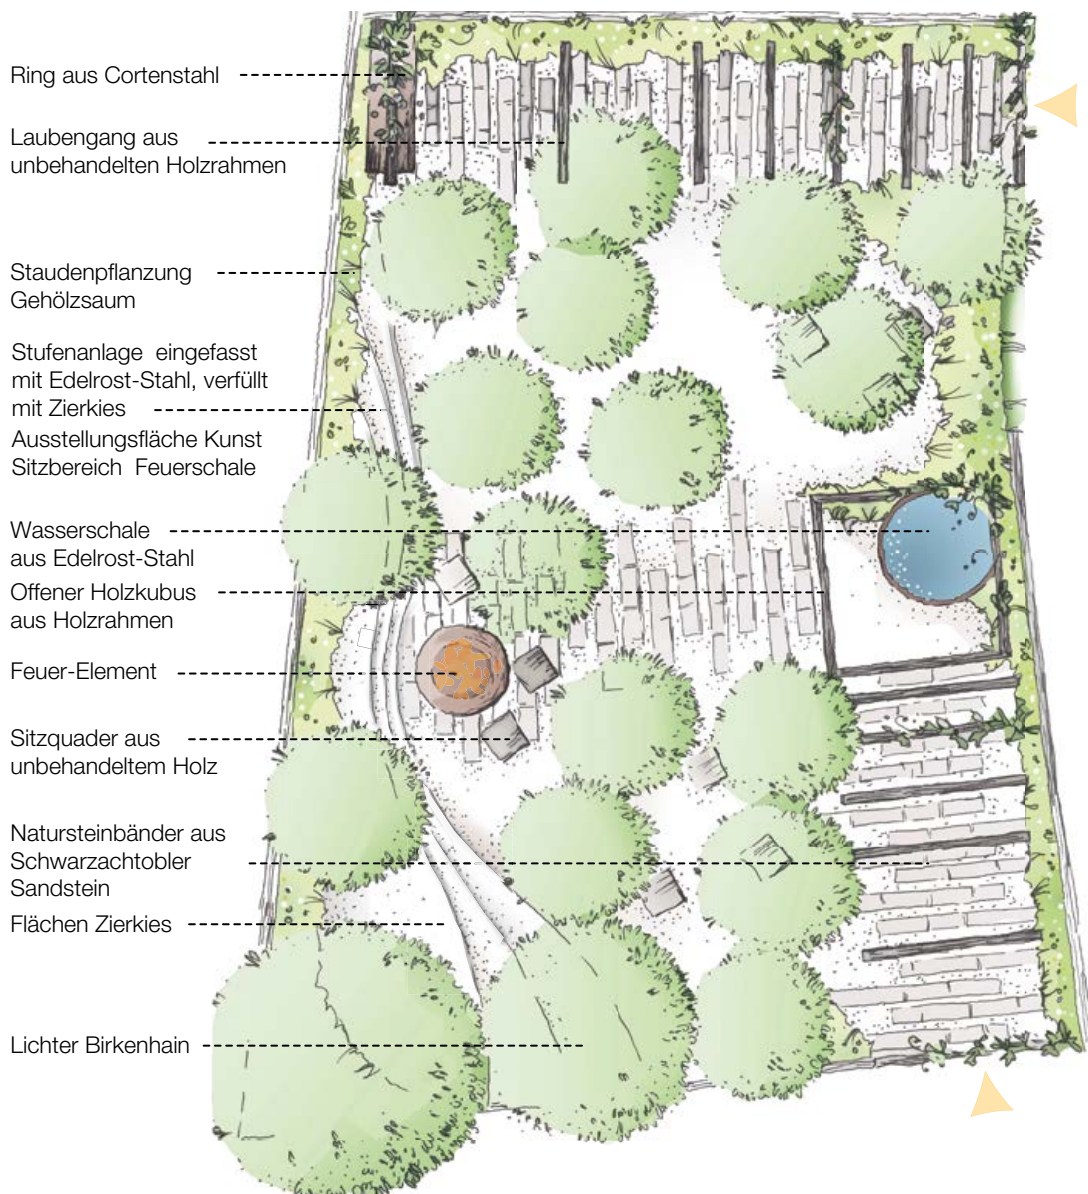 Ring aus Cortenstahl
Laubengang aus
unbehandelten Holzrahmen
Staudenpflanzung
Gehölzsaum
Stufenanlage eingefasst
mit Edelrost-Stahl, verfüllt
mit Zierkies
Ausstellungsfläche Kunst
Sitzbereich Feuerschale
Wasserschale
aus Edelrost-Stahl
Offener Holzkubus
aus Holzrahmen
Feuer-Element
Sitzquader aus
unbehandeltem Holz
Natursteinbänder aus
Schwarzachtobler
Sandstein
Flächen Zierkies
Lichter Birkenhain